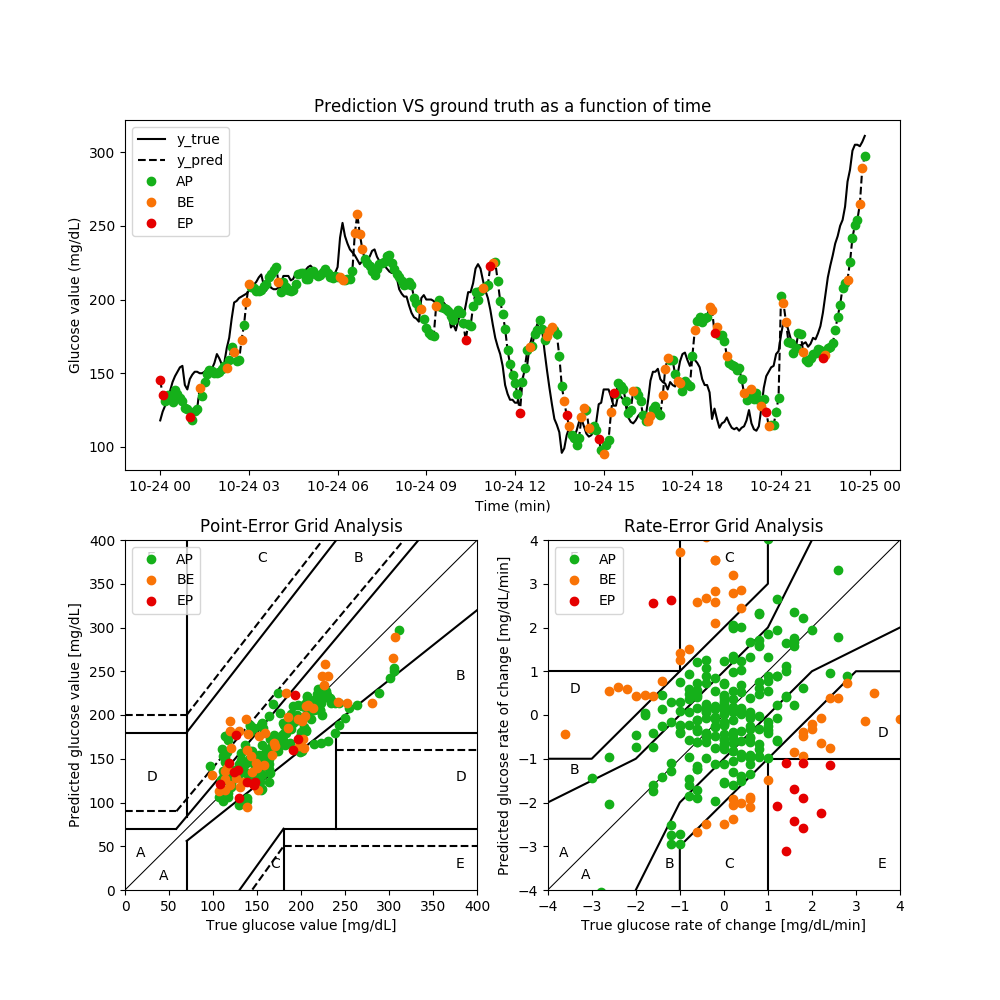 Prediction VS ground truth as a function of time
Glucose value (mg/dL)
300
250
200
150
100
y_true
y_pred
AP
BE
EP
10-24 00 10-24 03 10-24 06 10-24 09 10-24 12 10-24 15 10-24 18 10-24 21 10-25 00
Time (min)
Point-Error Grid Analysis
Predicted glucose value [mg/dL]
400
350
300
250
200
150
100
50
0
AP
BE
EP
C
B
B
D
D
A
A
C
E
0 50 100 150 200 250 300 350 400
True glucose value [mg/dL]
Rate-Error Grid Analysis
Predicted glucose rate of change [mg/dL/min]
4
3
2
1
0
−1
−2
−3
−4
AP
BE
EP
C
D
D
B
A
A
B
C
E
−4 −3 −2 −1 0 1 2 3 4
True glucose rate of change [mg/dL/min]